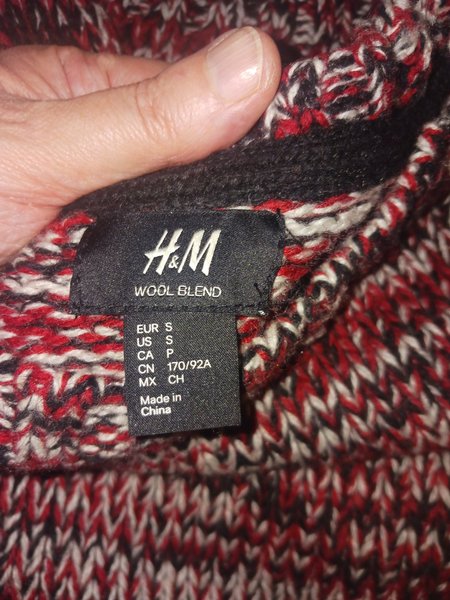 H&M
WOOL BLEND
EUR S
US S
CA P
CN 170/92A
MX CH
Made in
China